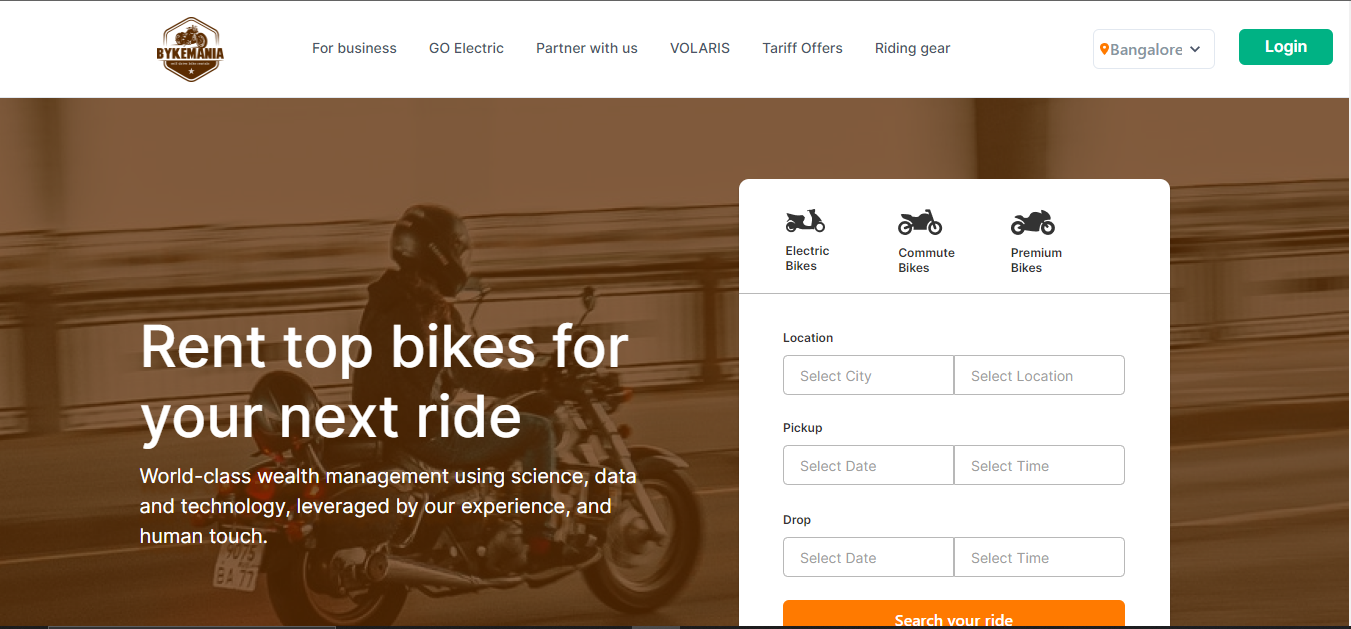 BYKEMANIA
For business
GO Electric
Partner with us
VOLARIS
Tariff Offers
Riding gear
Bangalore
Login
Electric
Bikes
Commute
Bikes
Premium
Bikes
Rent top bikes for
your next ride
World-class wealth management using science, data
and technology, leveraged by our experience, and
human touch.
Location
Select City
Select Location
Pickup
Select Date
Select Time
Drop
Select Date
Select Time
Search your ride
9075
ВА 77